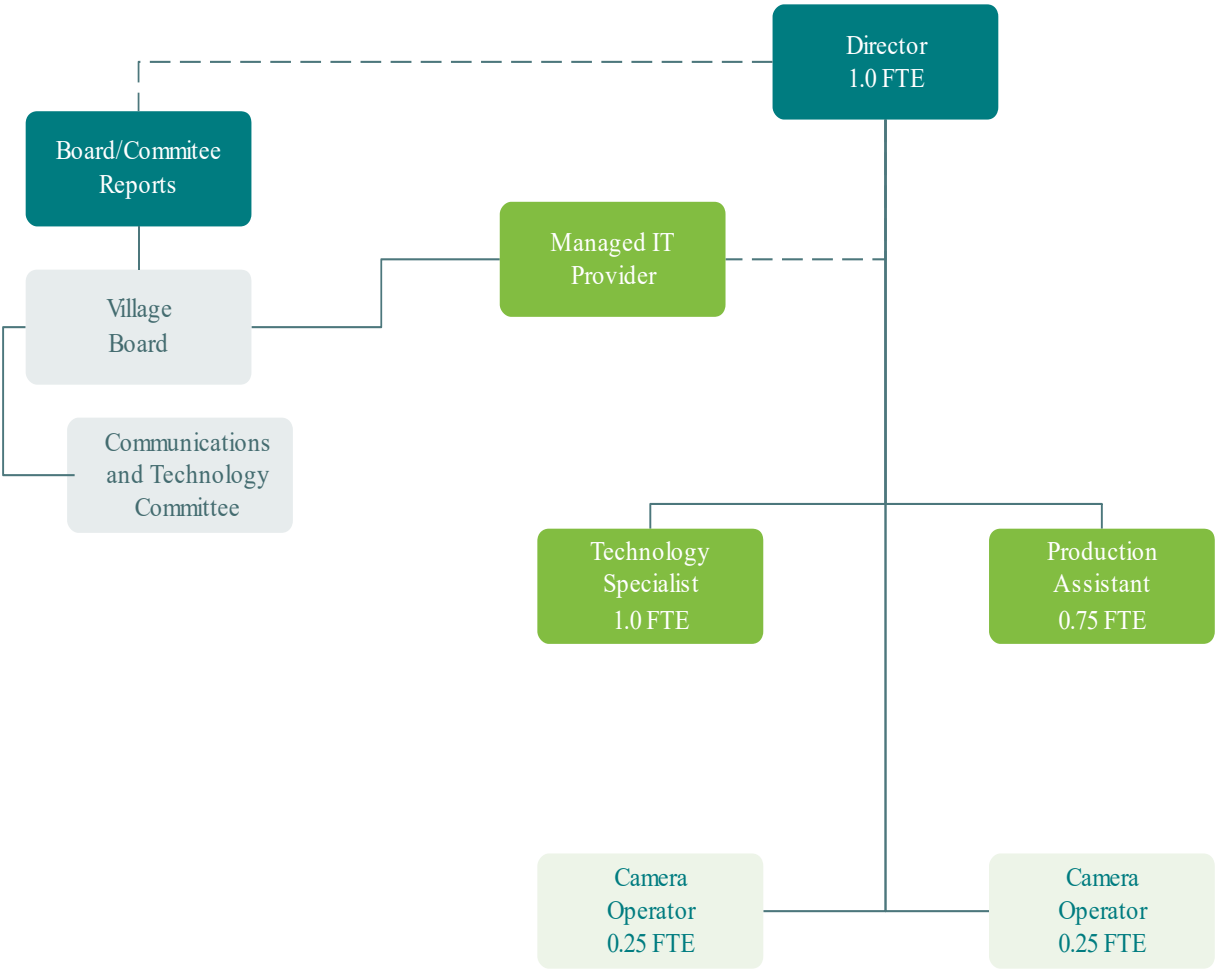 Director
1.0 FTE
Board/Commitee
Reports
Managed IT
Provider
Village
Board
Communications
and Technology
Committee
Technology
Specialist
1.0 FTE
Production
Assistant
0.75 FTE
Camera
Operator
0.25 FTE
Camera
Operator
0.25 FTE